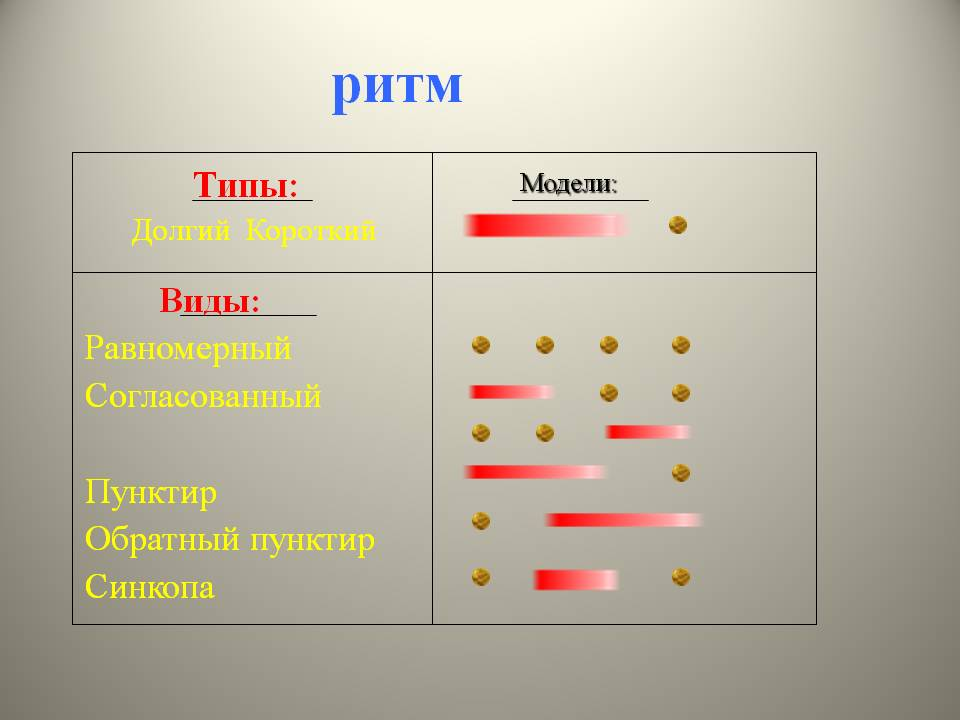 ритм
Типы:
Модели:
Долгий Короткий
Виды:
Равномерный
Согласованный
Пунктир
Обратный пунктир
Синкопа